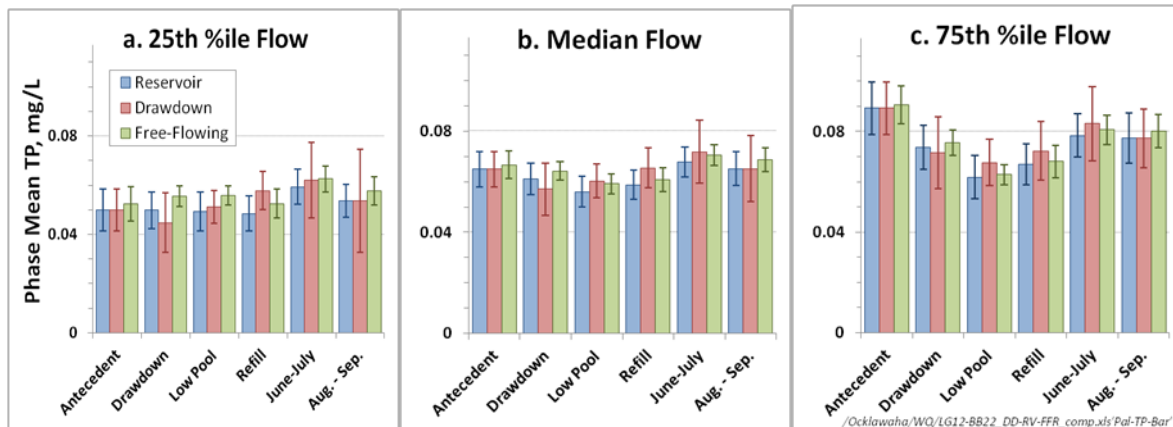 a. 25th %ile Flow
Reservoir
Drawdown
Free-Flowing
Phase Mean TP, mg/L
0.08
0.04
0
Antecedent
Drawdown
Low Pool
Refill
June-July
Aug. - Sep.
b. Median Flow
0.08
0.04
0
Antecedent
Drawdown
Low Pool
Refill
June-July
Aug. - Sep.
c. 75th %ile Flow
0.08
0.04
0
Antecedent
Drawdown
Low Pool
Refill
June-July
Aug. - Sep.
/Ocklawaha/WQ/LG12-BB22_DD-RV-FFR_comp.xls'Pal-TP-Bar'